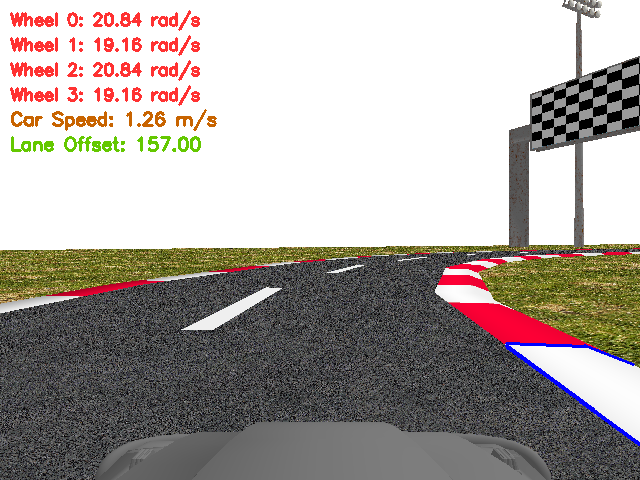 Wheel 0: 20.84 rad/s
Wheel 1: 19.16 rad/s
Wheel 2: 20.84 rad/s
Wheel 3: 19.16 rad/s
Car Speed: 1.26 m/s
Lane Offset: 157.00